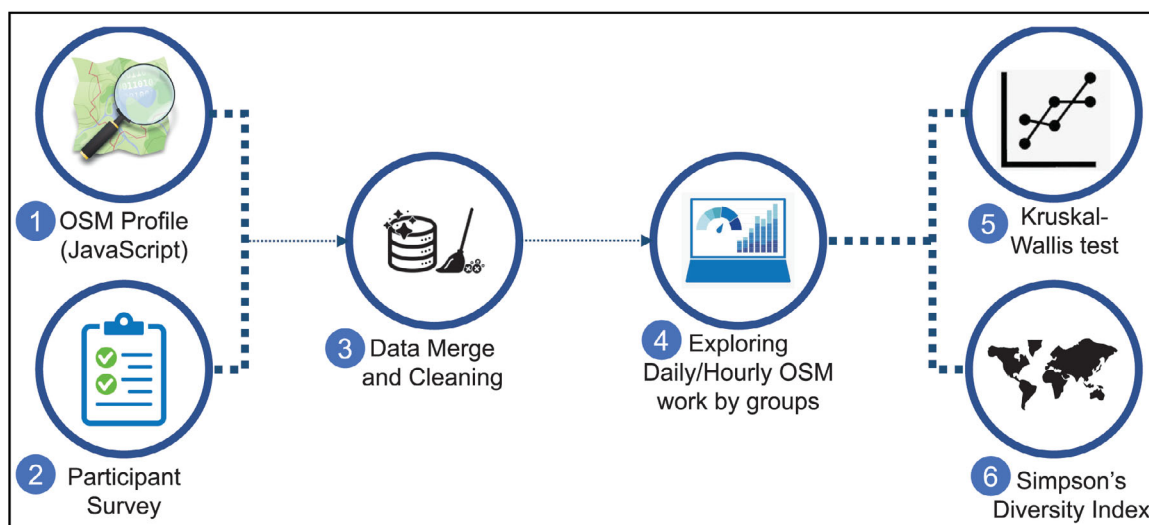 1 OSM Profile
(JavaScript)
2 Participant
Survey
3 Data Merge
and Cleaning
4 Exploring
Daily/Hourly OSM
work by groups
5 Kruskal-
Wallis test
6 Simpson's
Diversity Index